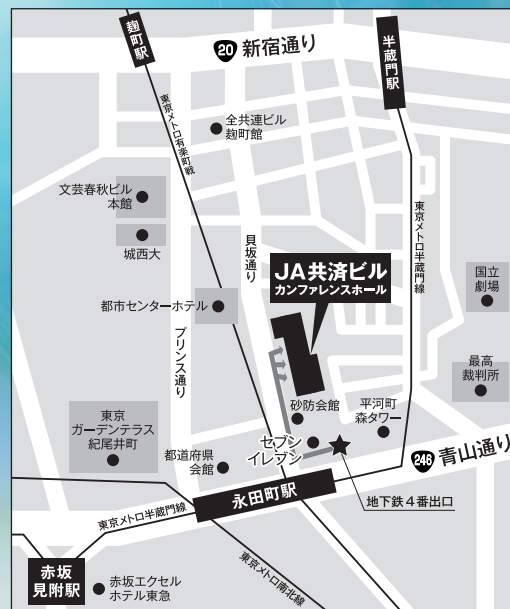 麹町駅
20 新宿通り
半蔵門駅
全共連ビル
麹町館
東京メトロ有楽町戦
文芸春秋ビル
本館
城西大
貝坂通り
東京メトロ半蔵門線
JA共済ビル
カンファレンスホール
国立
劇場
都市センターホテル
プリンス通り
最高
裁判所
砂防会館
平河町
森タワー
東京
ガーデンテラス
紀尾井町
セブン
イレブン
都道府県
会館
246 青山通り
永田町駅
地下鉄4番出口
東京メトロ半蔵門線
東京メトロ南北線
赤坂
見附駅
赤坂エクセル
ホテル東急